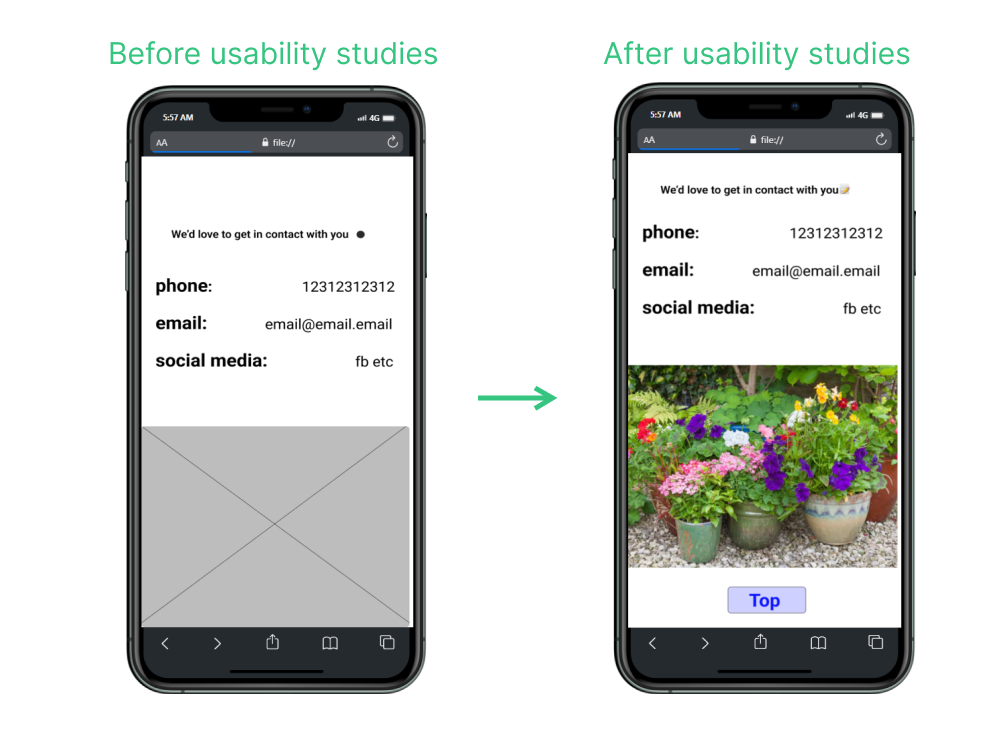 Before usability studies
After usability studies
5:57 AM
4G
AA
file://
We'd love to get in contact with you
phone:
12312312312
email:
email@email.email
social media:
fb etc
5:57 AM
4G
AA
file://
We'd love to get in contact with you📝
phone:
12312312312
email:
email@email.email
social media:
fb etc
Top